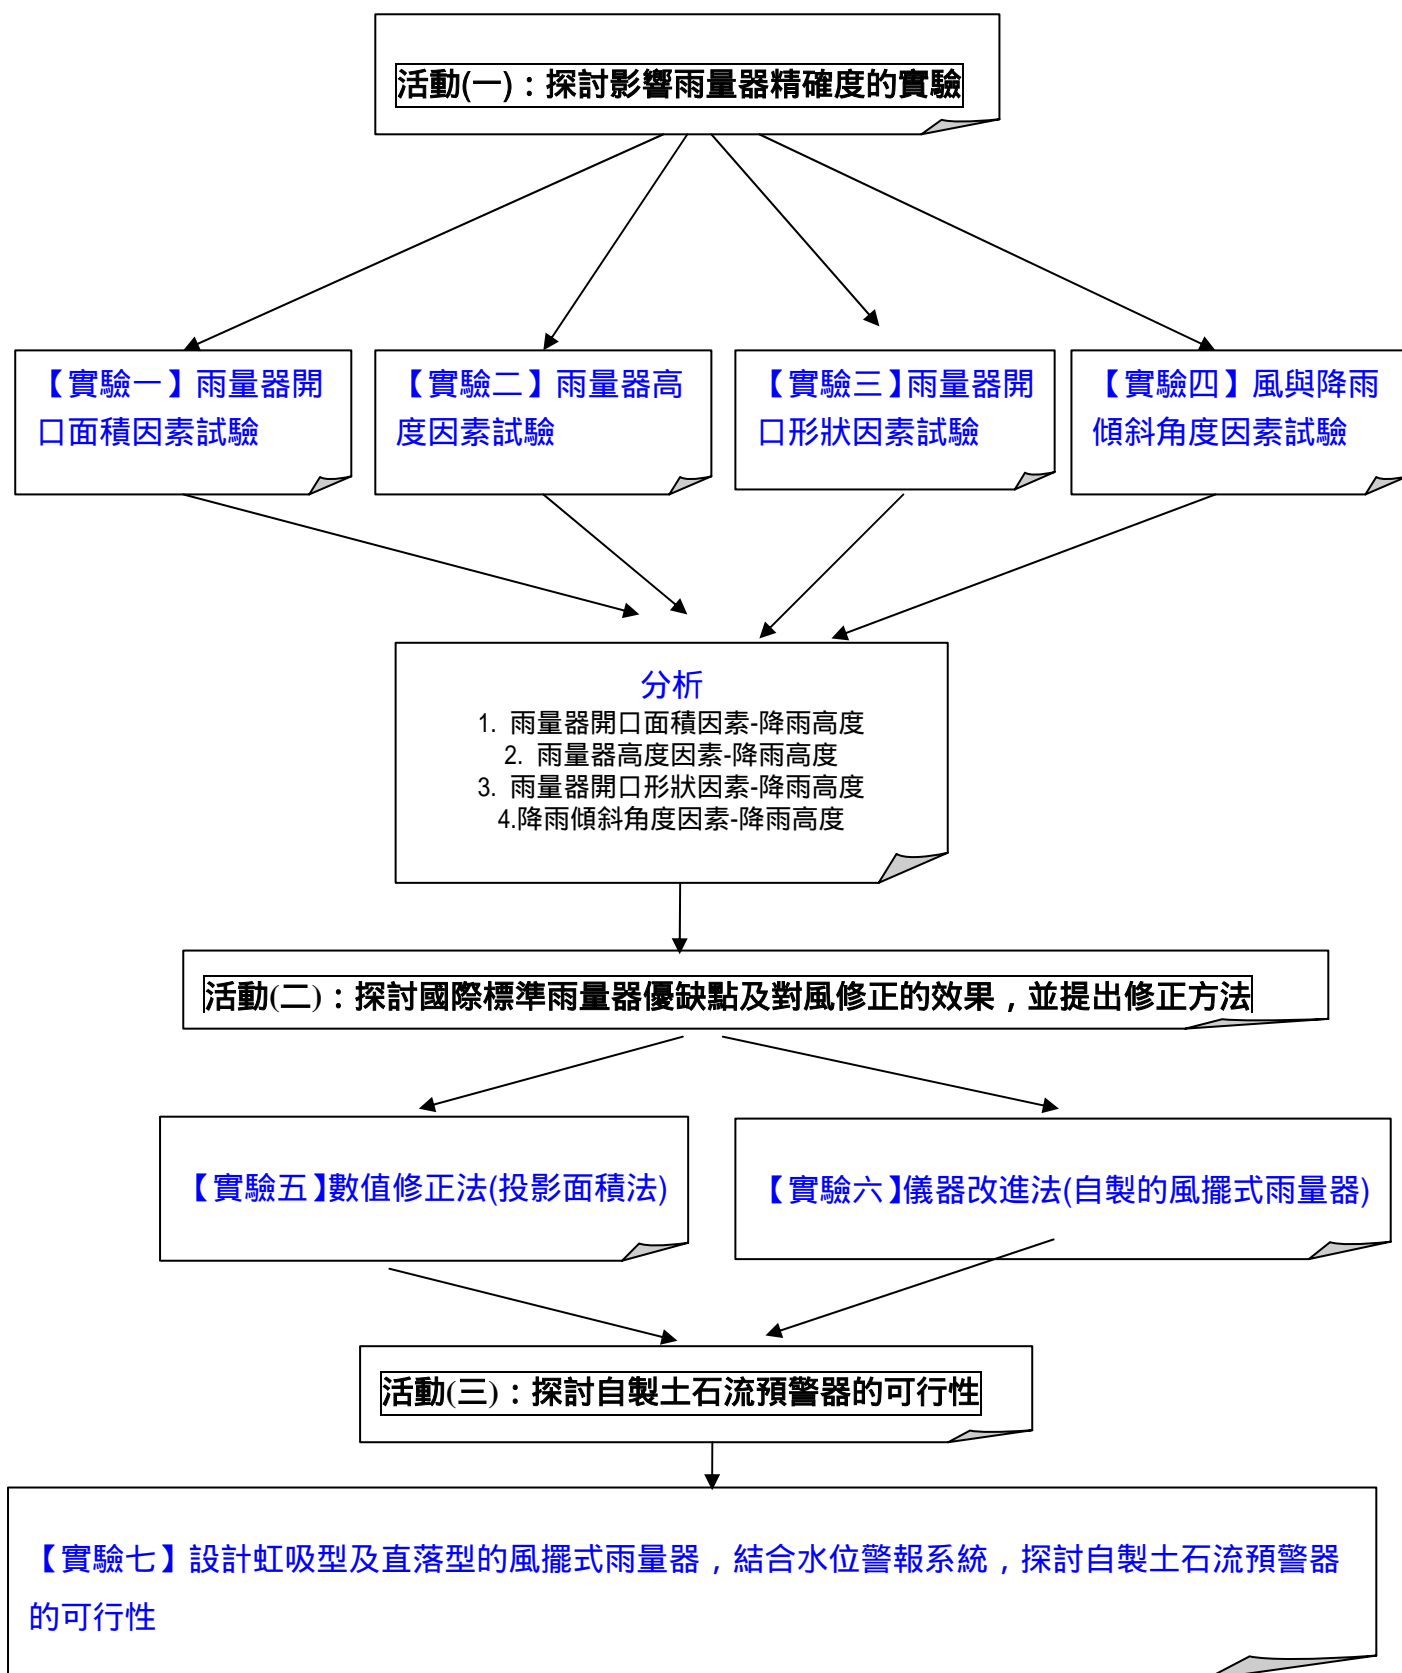 活動(一)：探討影響雨量器精確度的實驗
【實驗一】雨量器開
口面積因素試驗
【實驗二】雨量器高
度因素試驗
【實驗三】雨量器開
口形狀因素試驗
【實驗四】風與降雨
傾斜角度因素試驗
分析
1. 雨量器開口面積因素-降雨高度
2. 雨量器高度因素-降雨高度
3. 雨量器開口形狀因素-降雨高度
4.降雨傾斜角度因素-降雨高度
活動(二)：探討國際標準雨量器優缺點及對風修正的效果，並提出修正方法
【實驗五】數值修正法(投影面積法)
【實驗六】儀器改進法(自製的風擺式雨量器)
活動(三)：探討自製土石流預警器的可行性
【實驗七】設計虹吸型及直落型的風擺式雨量器，結合水位警報系統，探討自製土石流預警器
的可行性